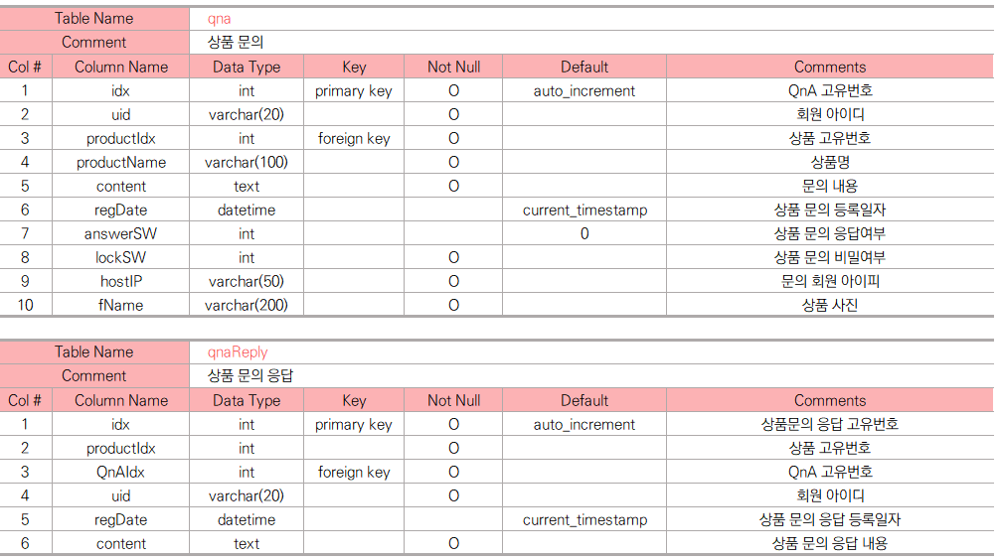 Table Name qna
Comment 상품 문의
Col # Column Name Data Type Key Not Null Default Comments
1 idx int primary key O auto_increment QnA 고유번호
2 uid varchar(20) O 회원 아이디
3 productIdx int foreign key O 상품 고유번호
4 productName varchar(100) O 상품명
5 content text O 문의 내용
6 regDate datetime current_timestamp 상품 문의 등록일자
7 answerSW int 0 상품 문의 응답여부
8 lockSW int O 상품 문의 비밀여부
9 hostIP varchar(50) O 문의 회원 아이피
10 fName varchar(200) O 상품 사진
Table Name qnaReply
Comment 상품 문의 응답
Col # Column Name Data Type Key Not Null Default Comments
1 idx int primary key O auto_increment 상품문의 응답 고유번호
2 productIdx int O 상품 고유번호
3 QnAIdx int foreign key O QnA 고유번호
4 uid varchar(20) O 회원 아이디
5 regDate datetime current_timestamp 상품 문의 응답 등록일자
6 content text O 상품 문의 응답 내용